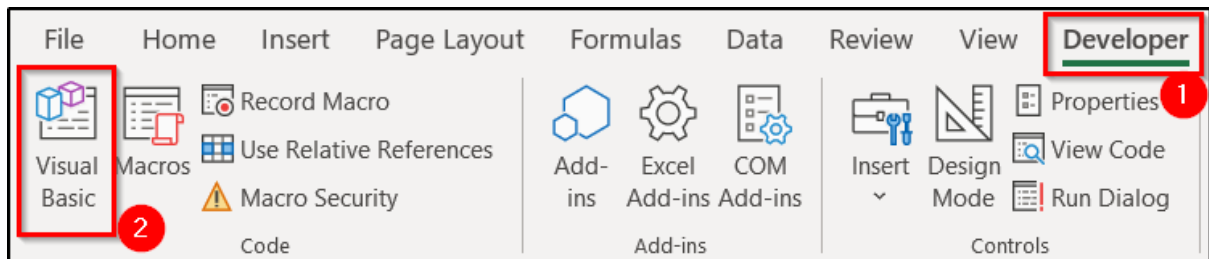 File Home Insert Page Layout Formulas Data Review View Developer
1
Visual
Basic
2
Macros
Record Macro
Use Relative References
Macro Security
Code
Add-
ins
Excel
Add-ins
COM
Add-ins
Add-ins
Insert
Design
Mode
Properties
View Code
Run Dialog
Controls